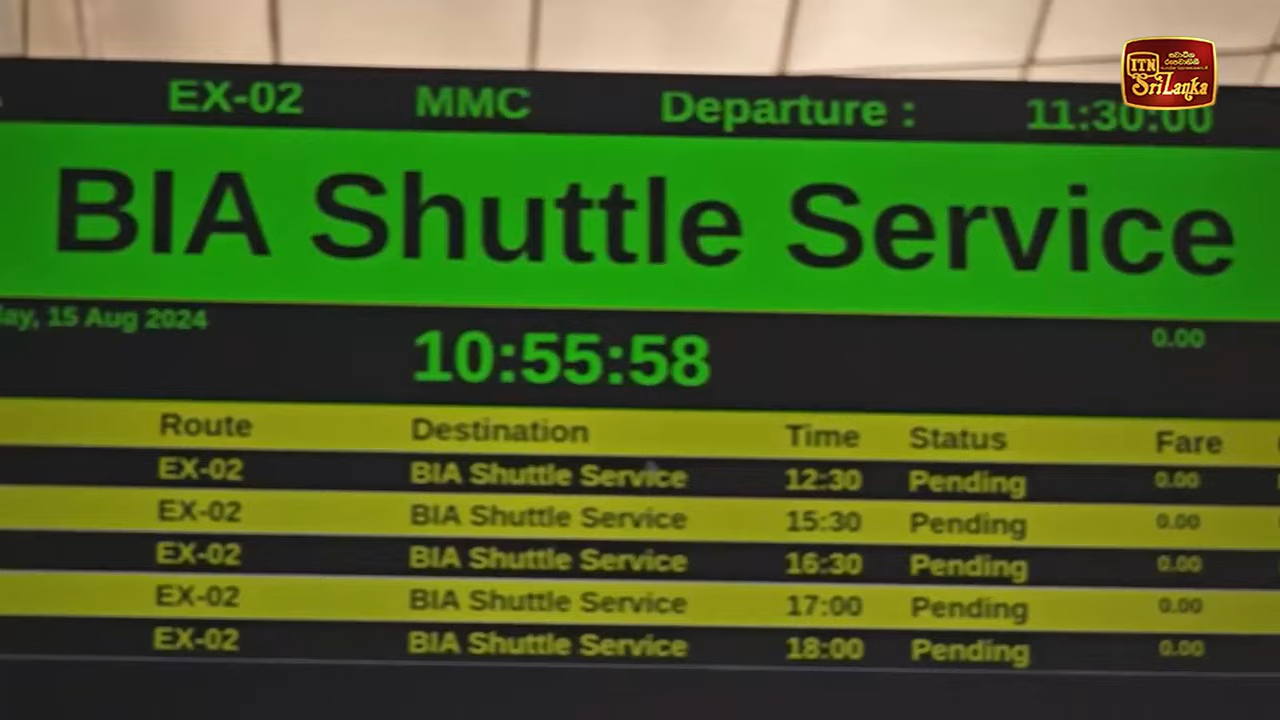 EX-02 MMC Departure : 11:30:00
BIA Shuttle Service
ay, 15 Aug 2024
10:55:58
0.00
Route Destination Time Status Fare
EX-02 BIA Shuttle Service 12:30 Pending 0.00
EX-02 BIA Shuttle Service 15:30 Pending 0.00
EX-02 BIA Shuttle Service 16:30 Pending 0.00
EX-02 BIA Shuttle Service 17:00 Pending 0.00
EX-02 BIA Shuttle Service 18:00 Pending 0.00
ITN
Sri Lanka